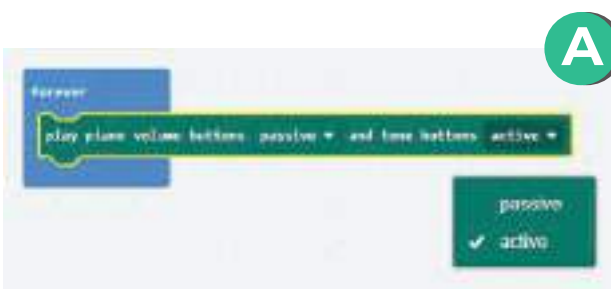 A
forever
play piano volume buttons passive and tone buttons active
passive
active